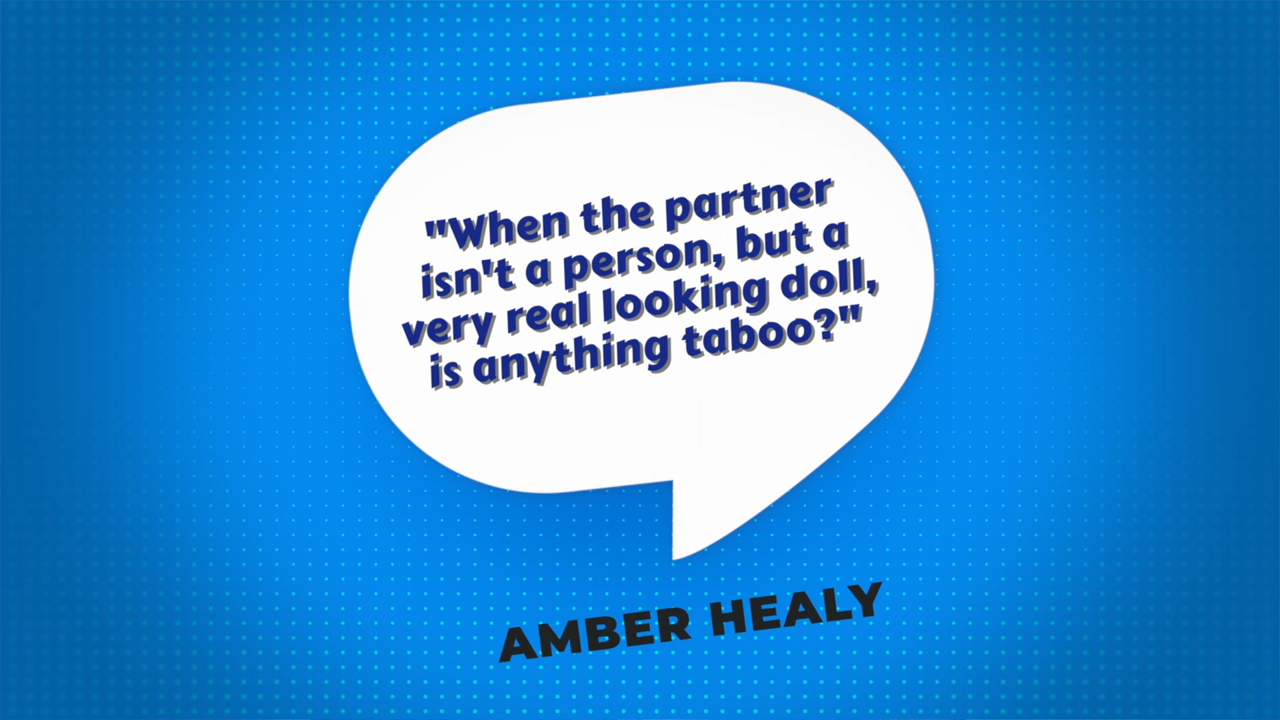 "When the partner
isn't a person, but a
very real looking doll,
is anything taboo?"
AMBER HEALY